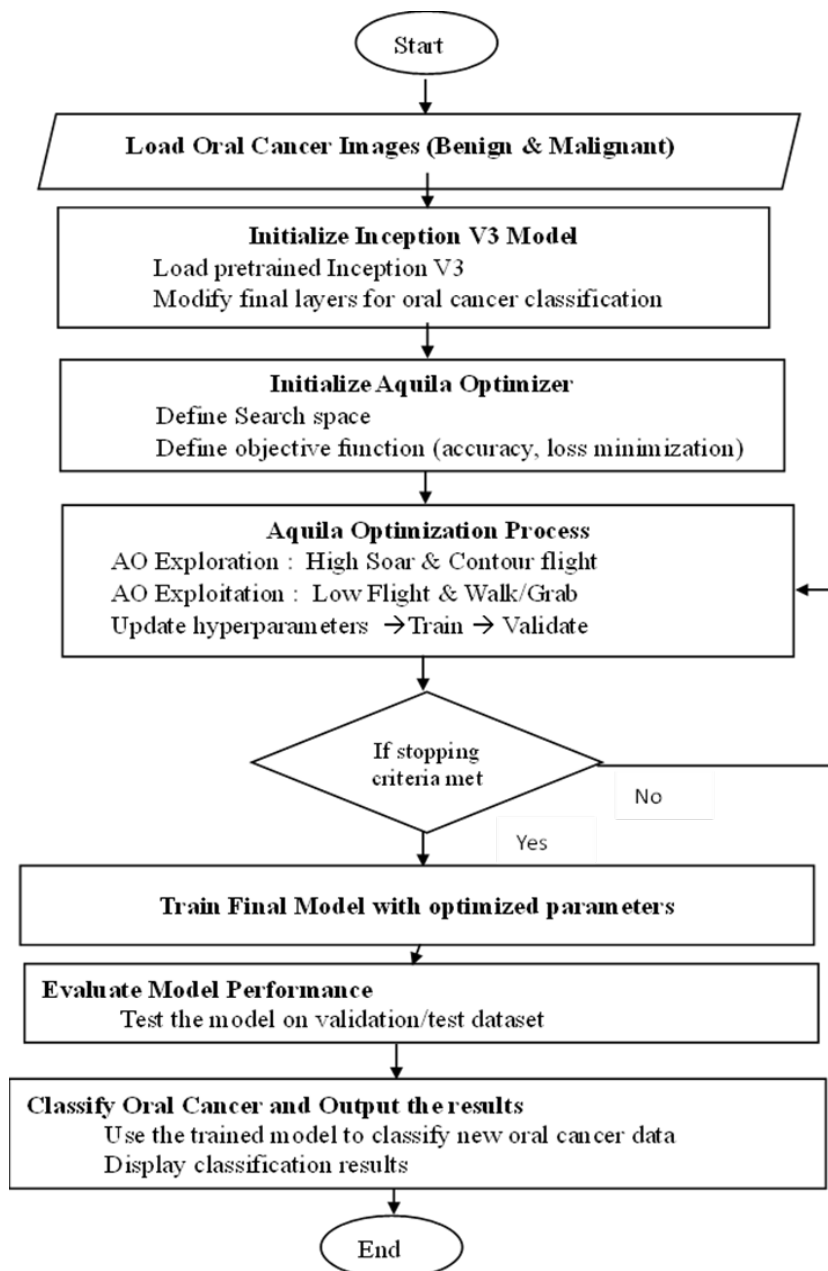 Start
Load Oral Cancer Images (Benign & Malignant)
Initialize Inception V3 Model
Load pretrained Inception V3
Modify final layers for oral cancer classification
Initialize Aquila Optimizer
Define Search space
Define objective function (accuracy, loss minimization)
Aquila Optimization Process
AO Exploration : High Soar & Contour flight
AO Exploitation : Low Flight & Walk/Grab
Update hyperparameters → Train → Validate
If stopping
criteria met
No
Yes
Train Final Model with optimized parameters
Evaluate Model Performance
Test the model on validation/test dataset
Classify Oral Cancer and Output the results
Use the trained model to classify new oral cancer data
Display classification results
End